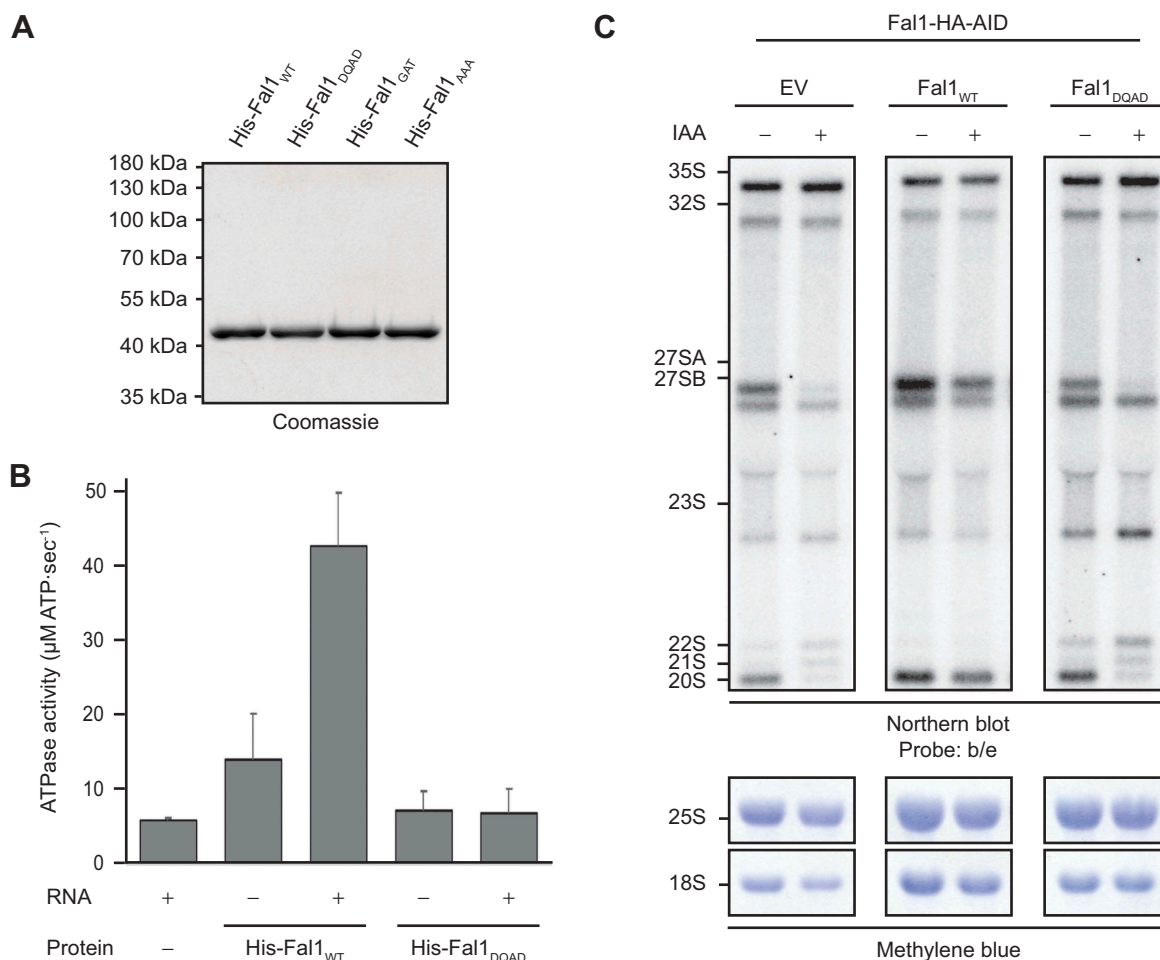 A
His-Fal1WT
His-Fal1DQAD
His-Fal1GAT
His-Fal1AAA
180 kDa
130 kDa
100 kDa
70 kDa
55 kDa
40 kDa
35 kDa
Coomassie
B
ATPase activity (µM ATP·sec-1)
50
40
30
20
10
0
RNA + – + – +
Protein – His-Fal1WT His-Fal1DQAD
C
Fal1-HA-AID
EV Fal1WT Fal1DQAD
IAA – + – + – +
35S
32S
27SA
27SB
23S
22S
21S
20S
Northern blot
Probe: b/e
25S
18S
Methylene blue